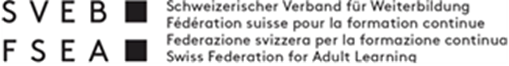 SVEB ■ Schweizerischer Verband für Weiterbildung
Fédération suisse pour la formation continue
FSEA ■ Federazione svizzera per la formazione continua
Swiss Federation for Adult Learning